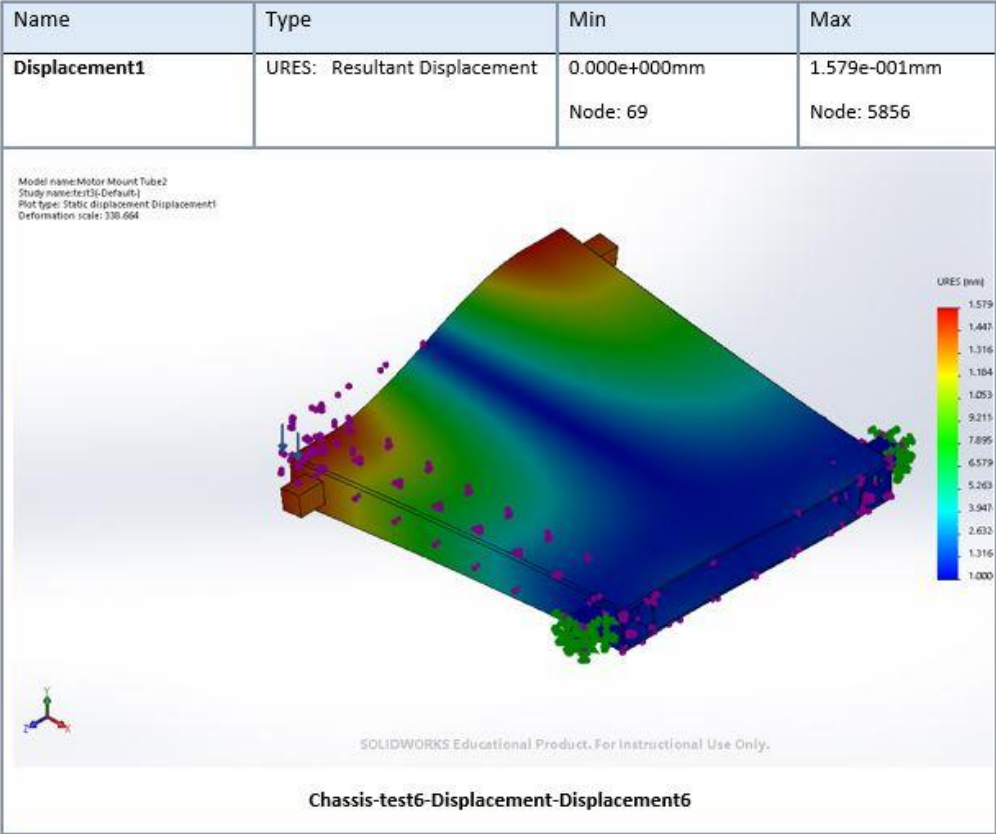 Name Type Min Max
Displacement1 URES: Resultant Displacement 0.000e+000mm 1.579e-001mm
Node: 69 Node: 5856
Model name:Motor Mount Tube2
Study name:test3(-Default-)
Plot type: Static displacement Displacement1
Deformation scale: 338.664
URES (mm)
1.579
1.447
1.316
1.184
1.053
9.215
7.895
6.579
5.263
3.947
2.632
1.316
1.000
Y
Z X
SOLIDWORKS Educational Product. For Instructional Use Only.
Chassis-test6-Displacement-Displacement6